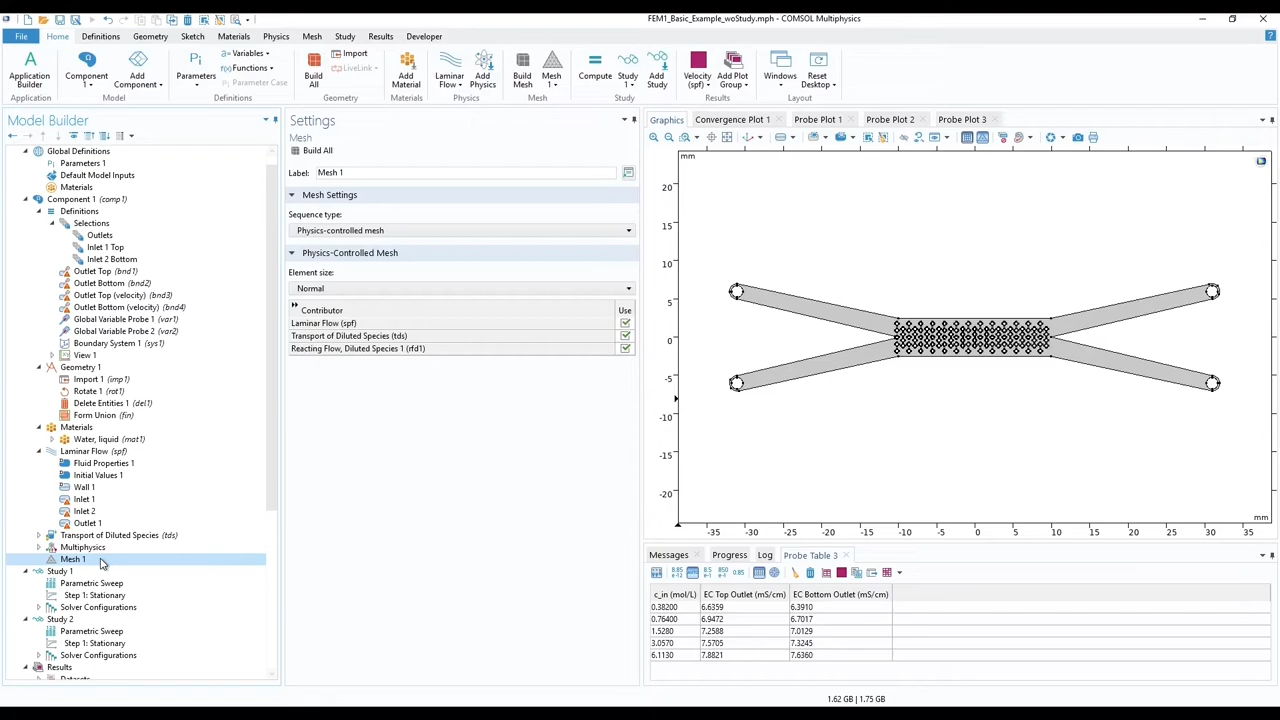 FEM1_Basic_Example_woStudy.mph - COMSOL Multiphysics
File Home Definitions Geometry Sketch Materials Physics Mesh Study Results Developer
Application Builder
Component 1
Add Component
Model
Parameters
Variables
Functions
Parameter Case
Definitions
Build All
Import
LiveLink
Geometry
Add Material
Materials
Laminar Flow
Add Physics
Physics
Build Mesh
Mesh 1
Mesh
Compute
Study 1
Add Study
Study
Velocity (spf)
Add Plot Group
Results
Windows
Reset Desktop
Layout
Application
Model Builder
Global Definitions
Parameters 1
Default Model Inputs
Materials
Component 1 (comp1)
Definitions
Selections
Outlets
Inlet 1 Top
Inlet 2 Bottom
Outlet Top (bnd1)
Outlet Bottom (bnd2)
Outlet Top (velocity) (bnd3)
Outlet Bottom (velocity) (bnd4)
Global Variable Probe 1 (var1)
Global Variable Probe 2 (var2)
Boundary System 1 (sys1)
View 1
Geometry 1
Import 1 (imp1)
Rotate 1 (rot1)
Delete Entities 1 (del1)
Form Union (fin)
Materials
Water, liquid (mat1)
Laminar Flow (spf)
Fluid Properties 1
Initial Values 1
Wall 1
Inlet 1
Inlet 2
Outlet 1
Transport of Diluted Species (tds)
Multiphysics
Mesh 1
Study 1
Parametric Sweep
Step 1: Stationary
Solver Configurations
Study 2
Parametric Sweep
Step 1: Stationary
Solver Configurations
Results
Datasets
Settings
Mesh
Build All
Label: Mesh 1
Mesh Settings
Sequence type:
Physics-controlled mesh
Physics-Controlled Mesh
Element size:
Normal
Contributor Use
Laminar Flow (spf)
Transport of Diluted Species (tds)
Reacting Flow, Diluted Species 1 (rfd1)
Graphics Convergence Plot 1 Probe Plot 1 Probe Plot 2 Probe Plot 3
mm
20
15
10
5
0
-5
-10
-15
-20
mm
-35 -30 -25 -20 -15 -10 -5 0 5 10 15 20 25 30 35
Messages Progress Log Probe Table 3
8.85 e-12 AUTO 8.5 e-1 850 e-3 0.85
c_in (mol/L) EC Top Outlet (mS/cm) EC Bottom Outlet (mS/cm)
0.38200 6.6359 6.3910
0.76400 6.9472 6.7017
1.5280 7.2588 7.0129
3.0570 7.5705 7.3245
6.1130 7.8821 7.6360
1.62 GB | 1.75 GB